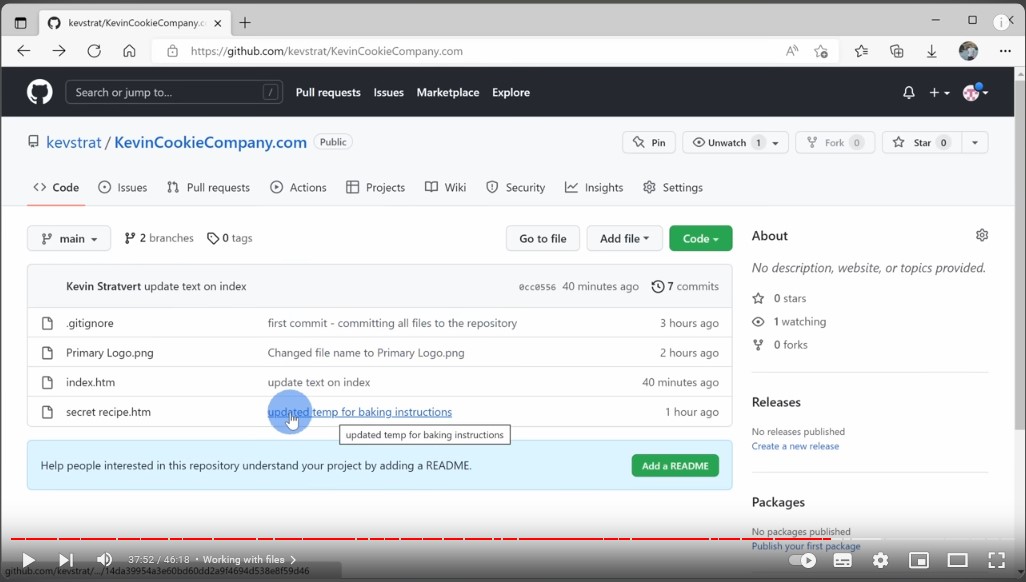 kevstrat/KevinCookieCompany.c
https://github.com/kevstrat/KevinCookieCompany.com
Search or jump to... /
Pull requests Issues Marketplace Explore
kevstrat / KevinCookieCompany.com Public
Pin Unwatch 1 Fork 0 Star 0
Code Issues Pull requests Actions Projects Wiki Security Insights Settings
main 2 branches 0 tags Go to file Add file Code
About
No description, website, or topics provided.
Kevin Stratvert update text on index 0cc0556 40 minutes ago 7 commits
0 stars
.gitignore first commit - committing all files to the repository 3 hours ago
1 watching
0 forks
Primary Logo.png Changed file name to Primary Logo.png 2 hours ago
index.htm update text on index 40 minutes ago
Releases
secret recipe.htm updated temp for baking instructions 1 hour ago
updated temp for baking instructions
No releases published
Create a new release
Help people interested in this repository understand your project by adding a README. Add a README
Packages
No packages published
Publish your first package
37:52 / 46:18 • Working with files
github.com/kevstrat/.../14da39954a3e60bd60dd2a9f4694d538e8f59d46